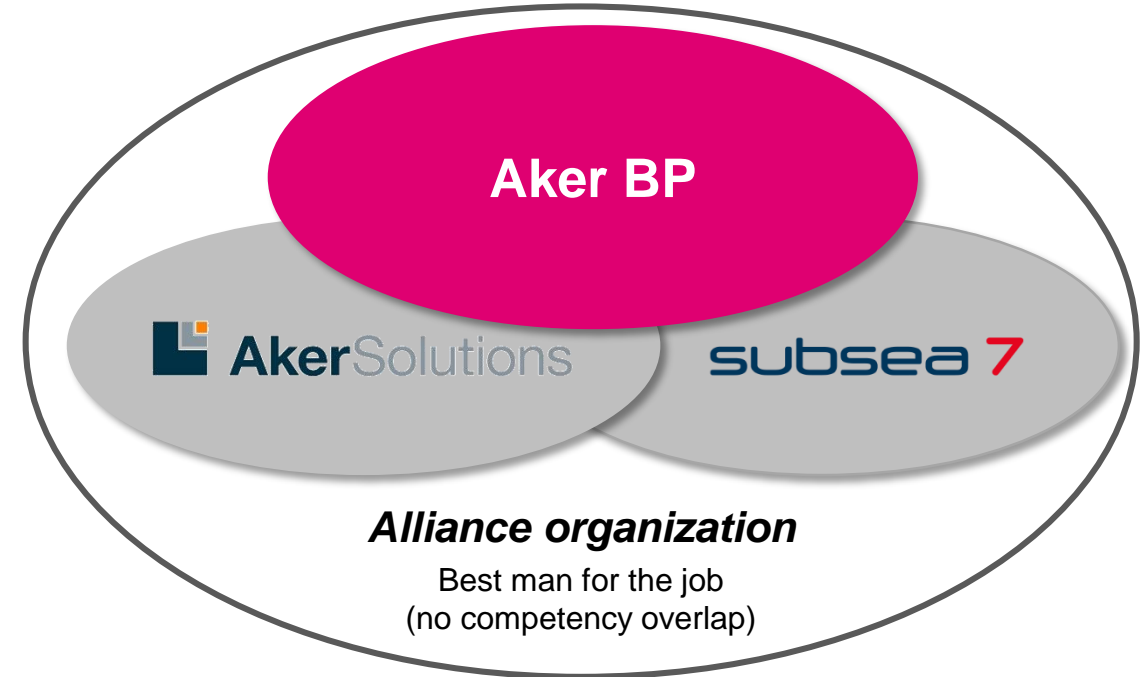 Aker BP
AkerSolutions
subsea 7
Alliance organization
Best man for the job
(no competency overlap)